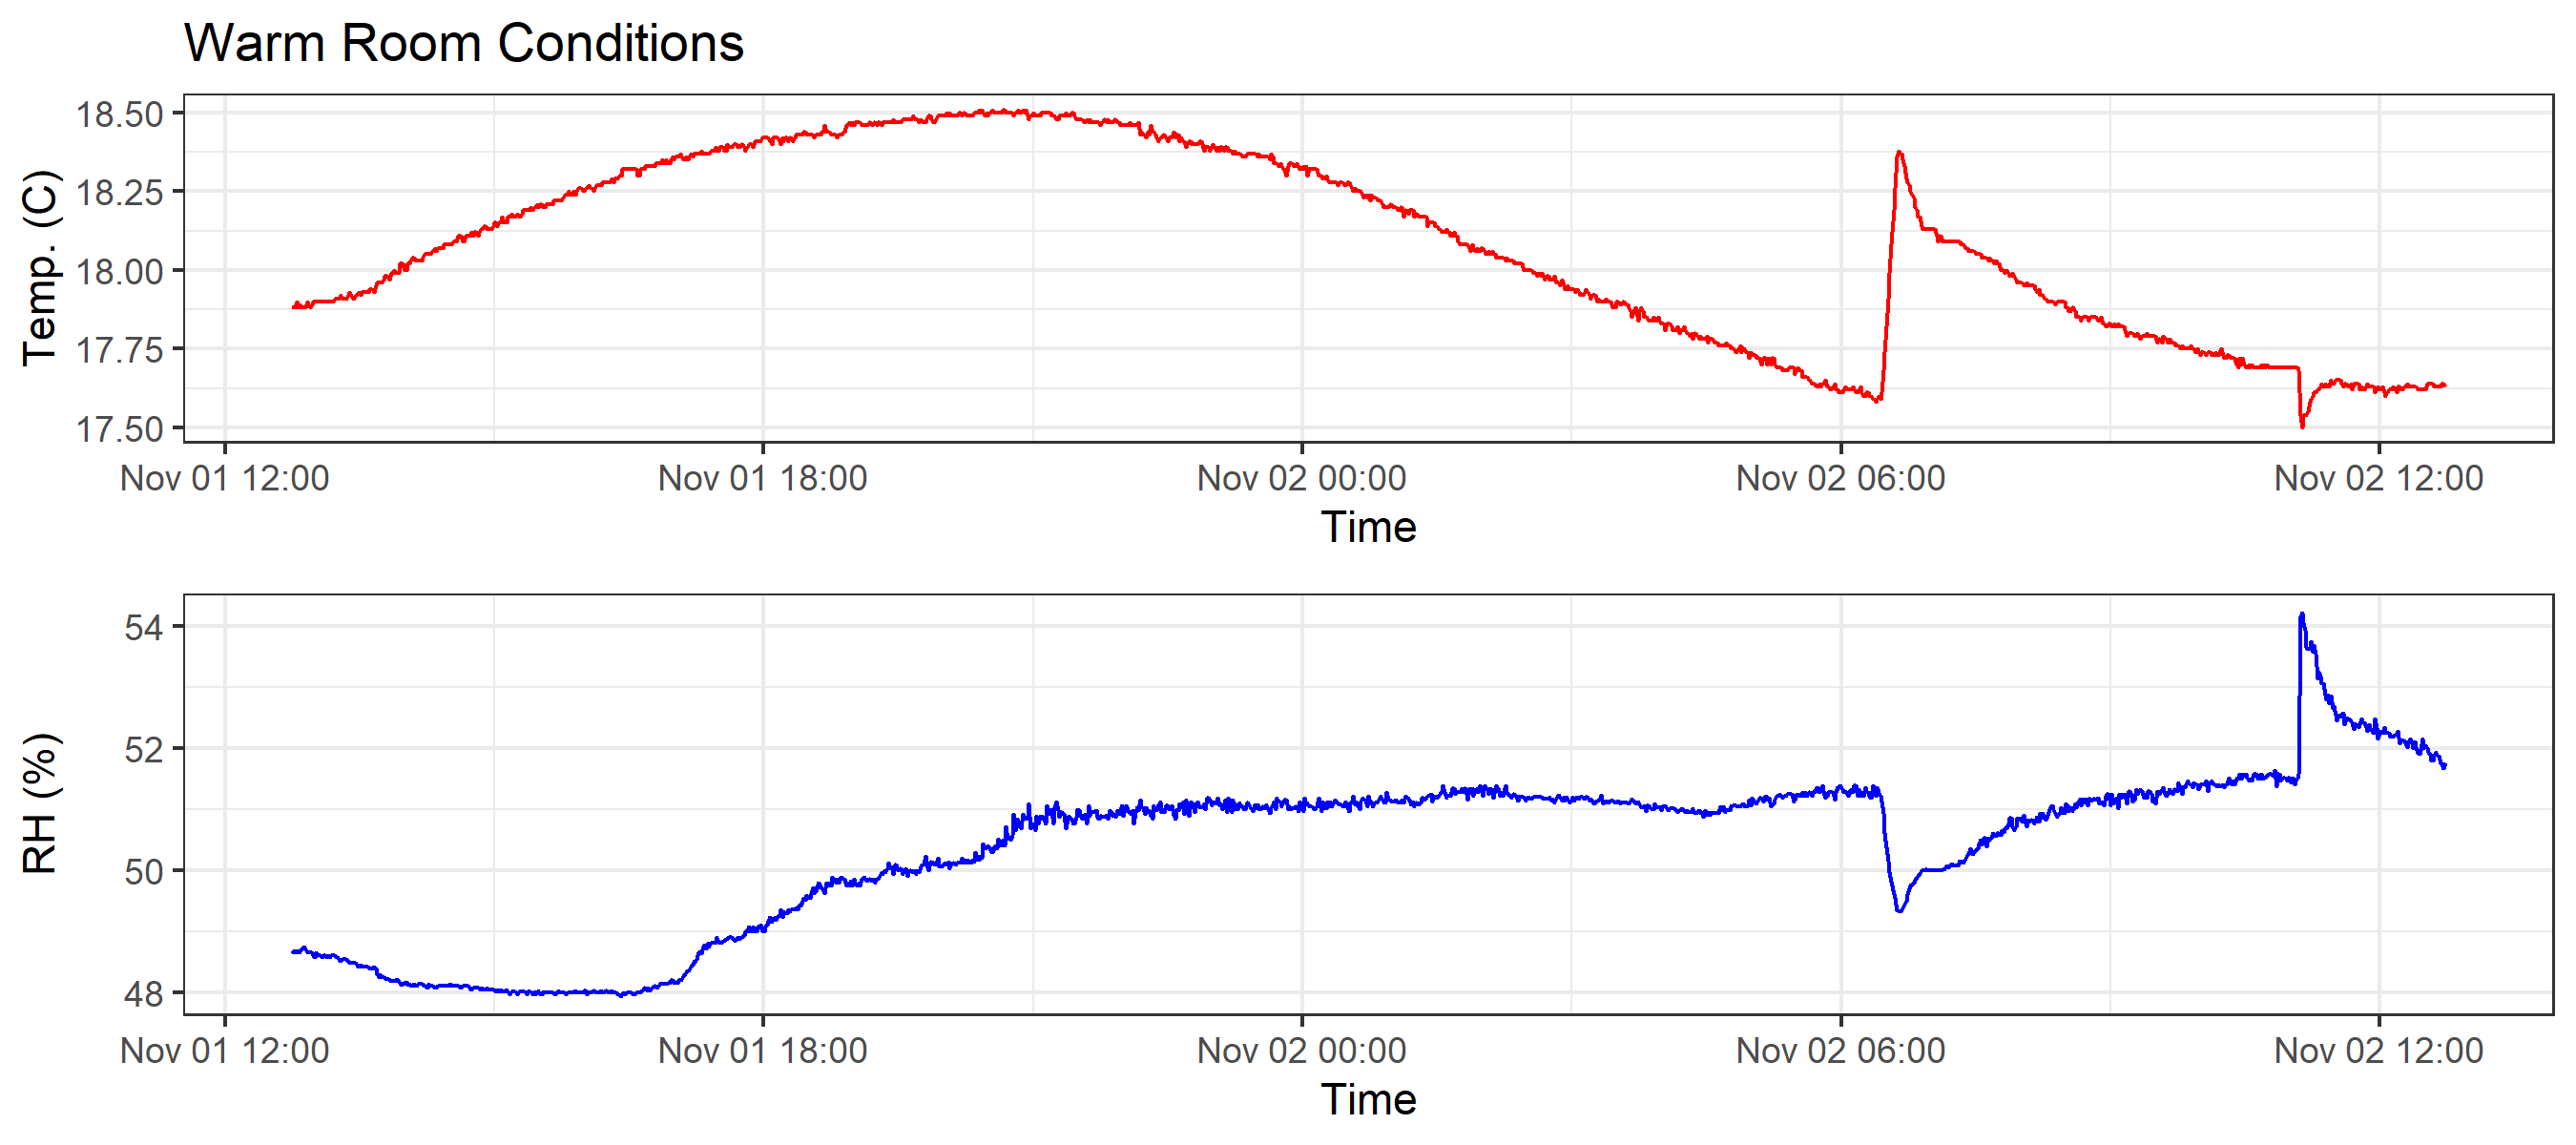 Warm Room Conditions
Temp. (C)
18.50
18.25
18.00
17.75
17.50
Nov 01 12:00 Nov 01 18:00 Nov 02 00:00 Nov 02 06:00 Nov 02 12:00
Time
RH (%)
54
52
50
48
Nov 01 12:00 Nov 01 18:00 Nov 02 00:00 Nov 02 06:00 Nov 02 12:00
Time